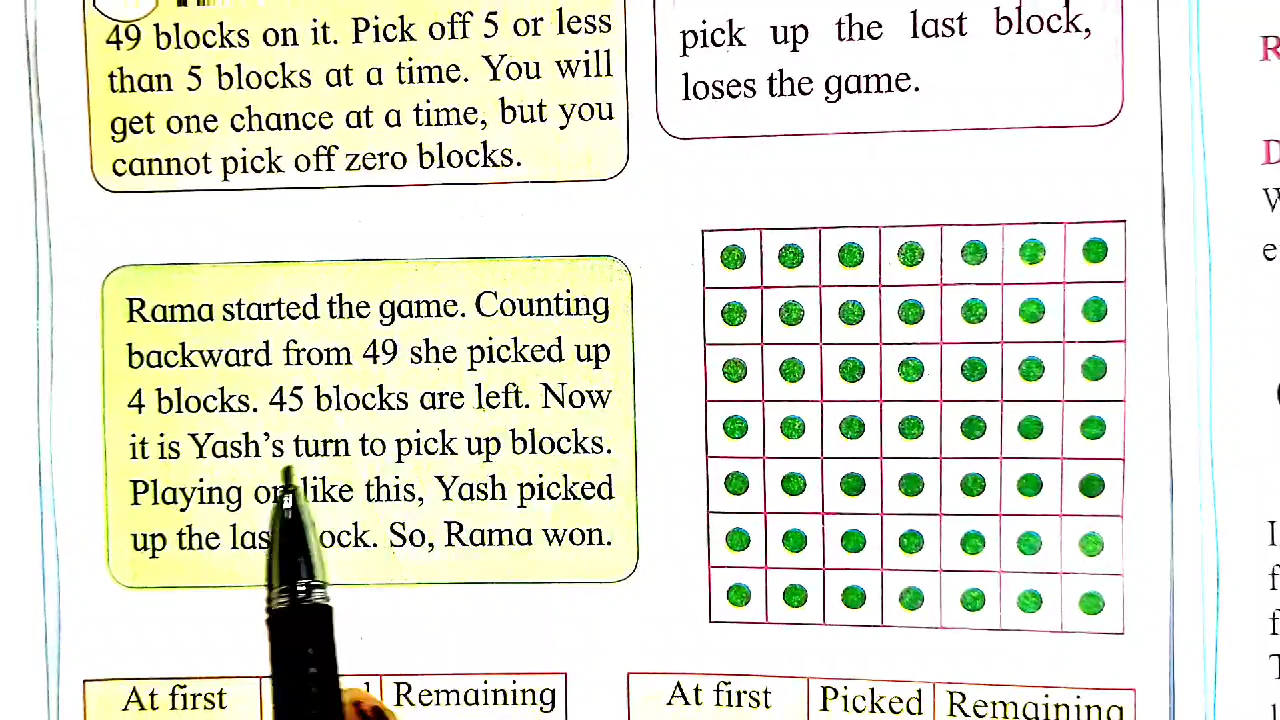 49 blocks on it. Pick off 5 or less
than 5 blocks at a time. You will
get one chance at a time, but you
cannot pick off zero blocks.
pick up the last block,
loses the game.
Rama started the game. Counting
backward from 49 she picked up
4 blocks. 45 blocks are left. Now
it is Yash's turn to pick up blocks.
Playing on like this, Yash picked
up the last block. So, Rama won.
At first Remaining
At first Picked Remaining